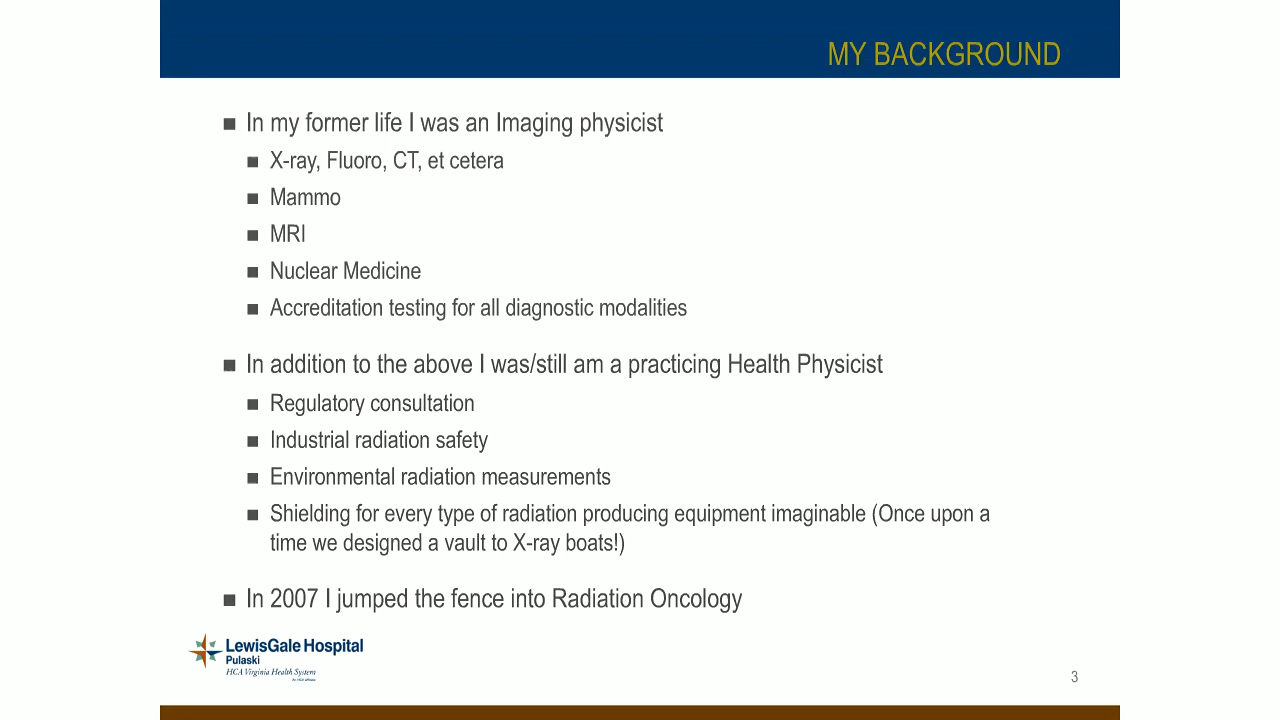 MY BACKGROUND
■ In my former life I was an Imaging physicist
■ X-ray, Fluoro, CT, et cetera
■ Mammo
■ MRI
■ Nuclear Medicine
■ Accreditation testing for all diagnostic modalities
■ In addition to the above I was/still am a practicing Health Physicist
■ Regulatory consultation
■ Industrial radiation safety
■ Environmental radiation measurements
■ Shielding for every type of radiation producing equipment imaginable (Once upon a
time we designed a vault to X-ray boats!)
■ In 2007 I jumped the fence into Radiation Oncology
LewisGale Hospital
Pulaski
HCA Virginia Health System
An HCA affiliate
3